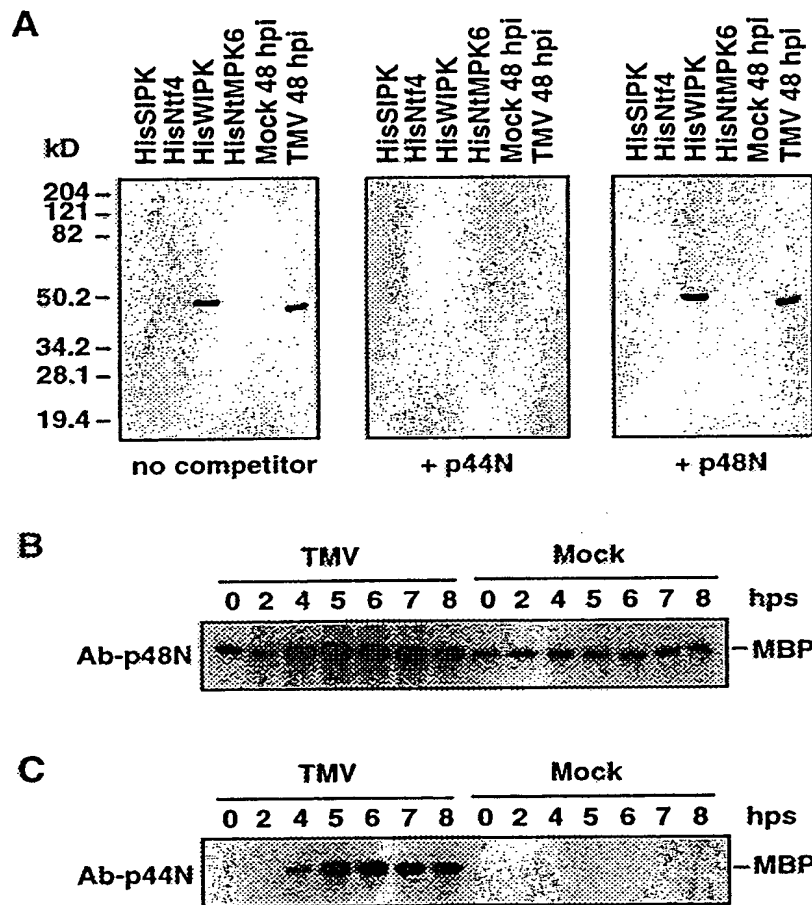 A
HisSIPK HisNtf4 HisWIPK HisNtMPK6 Mock 48 hpi TMV 48 hpi
HisSIPK HisNtf4 HisWIPK HisNtMPK6 Mock 48 hpi TMV 48 hpi
HisSIPK HisNtf4 HisWIPK HisNtMPK6 Mock 48 hpi TMV 48 hpi
kD
204 –
121 –
82 –
50.2 –
34.2 –
28.1 –
19.4 –
no competitor + p44N + p48N
B
TMV Mock
0 2 4 5 6 7 8 0 2 4 5 6 7 8 hps
Ab-p48N –MBP
C
TMV Mock
0 2 4 5 6 7 8 0 2 4 5 6 7 8 hps
Ab-p44N –MBP